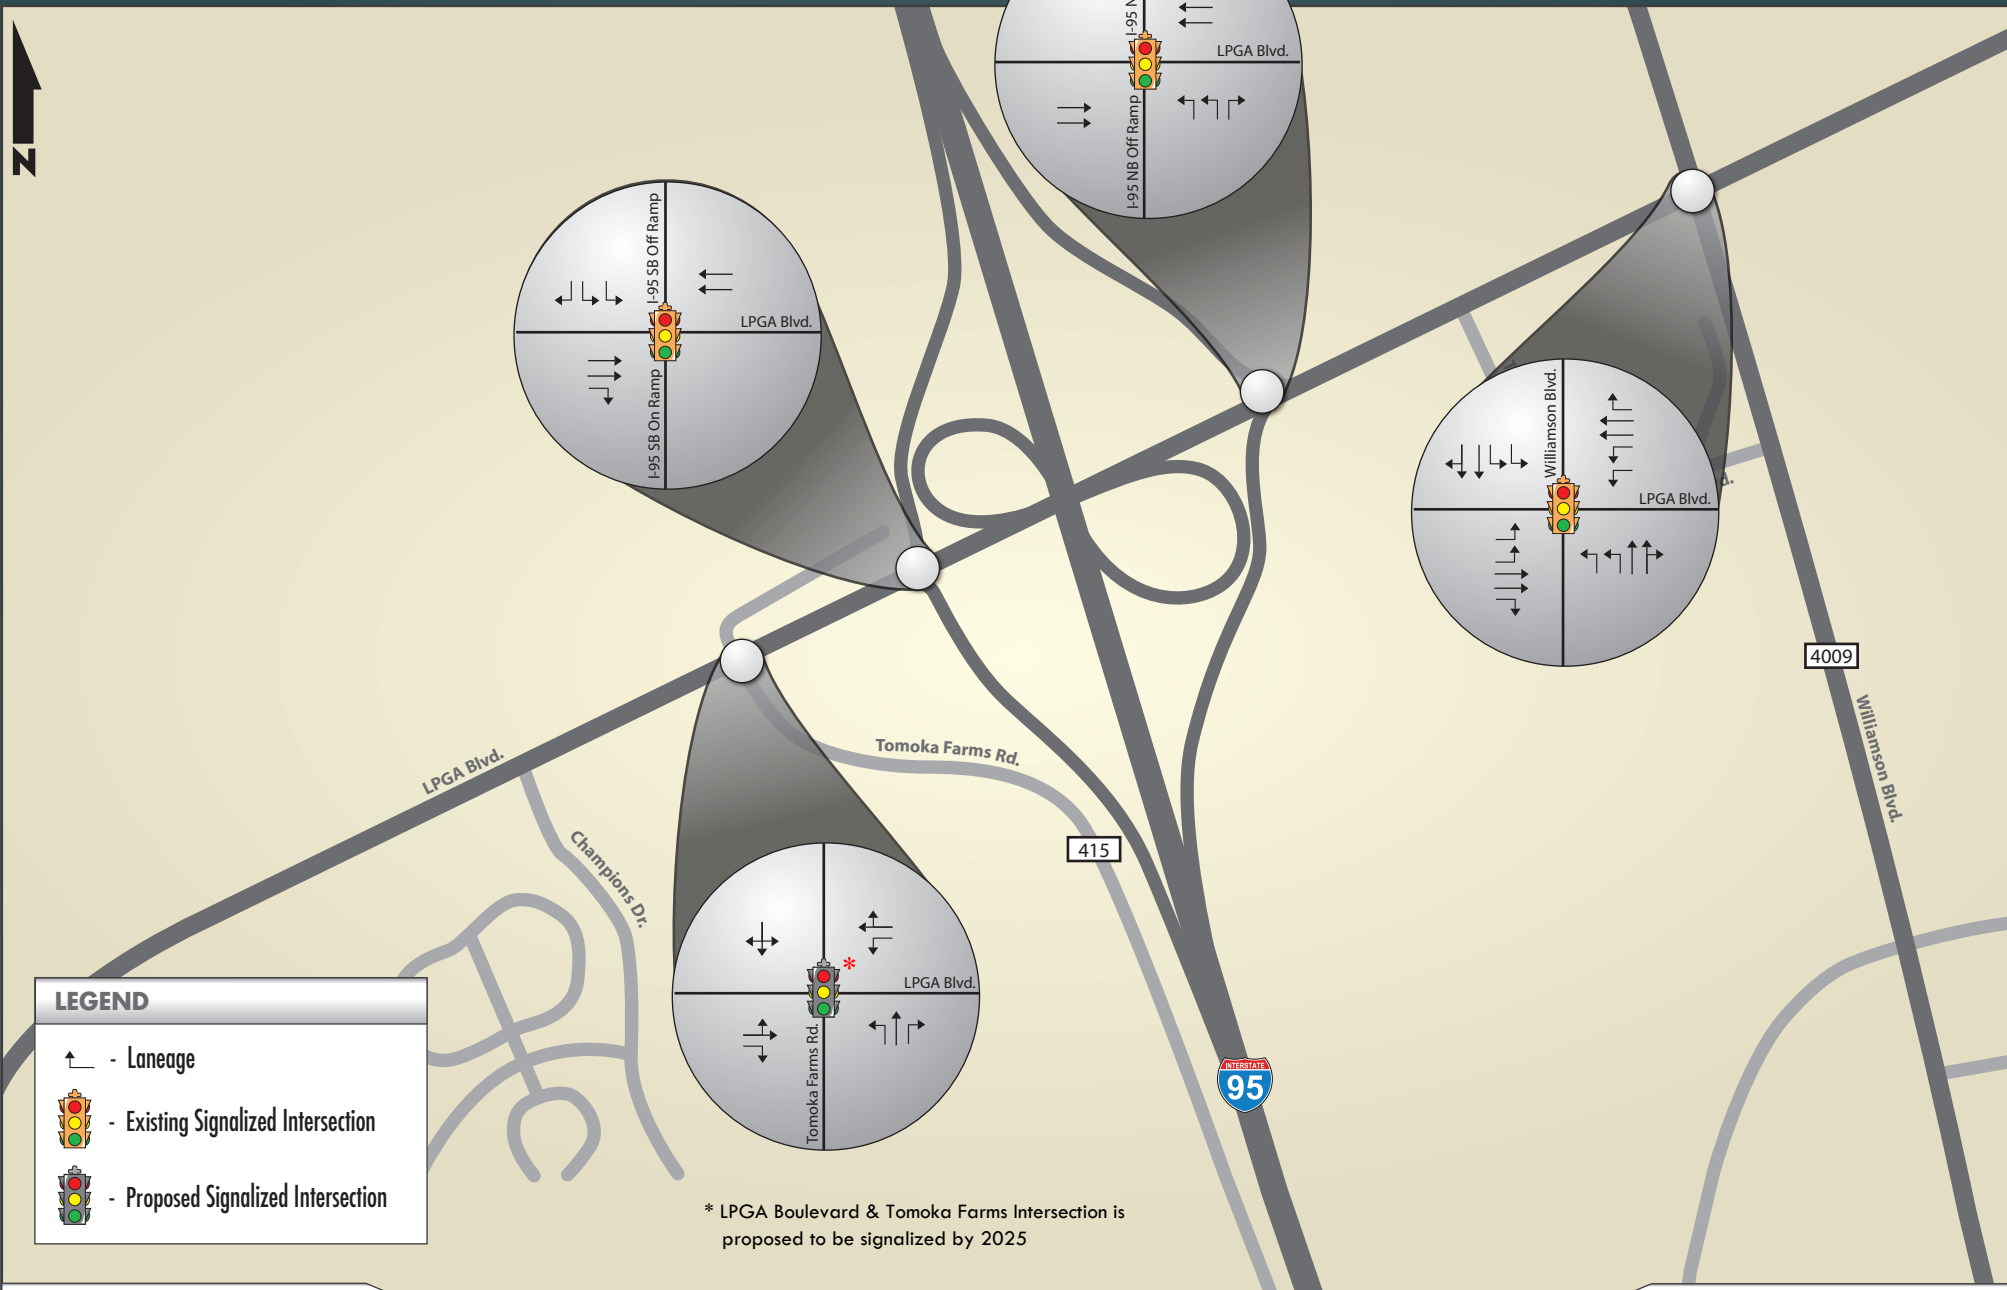 I-95 N
LPGA Blvd.
I-95 NB Off Ramp
N
I-95 SB Off Ramp
LPGA Blvd.
I-95 SB On Ramp
Williamson Blvd.
LPGA Blvd.
d.
4009
Williamson Blvd.
LPGA Blvd.
Tomoka Farms Rd.
415
Champions Dr.
*
LPGA Blvd.
Tomoka Farms Rd.
INTERSTATE
95
LEGEND
- Laneage
- Existing Signalized Intersection
- Proposed Signalized Intersection
* LPGA Boulevard & Tomoka Farms Intersection is
proposed to be signalized by 2025